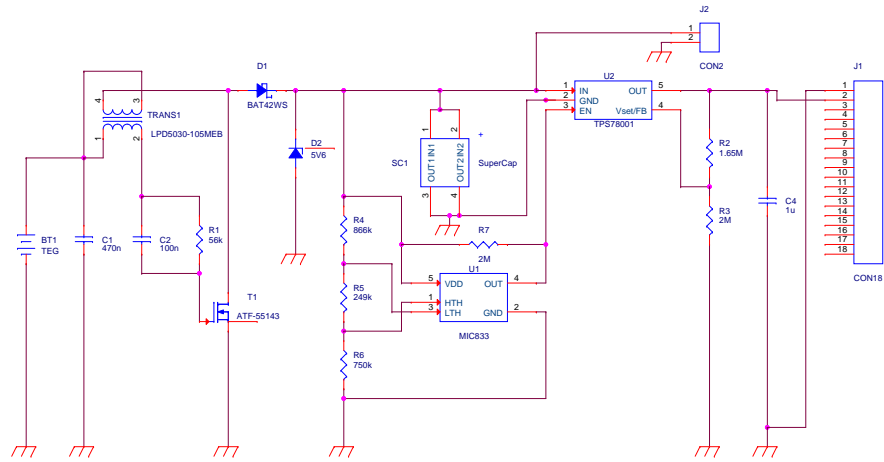 J2
1
2
CON2
D1
BAT42WS
4
3
TRANS1
LPD5030-105MEB
1
2
U2
1
IN
OUT
5
2
GND
3
EN
Vset/FB
4
TPS78001
J1
1
2
3
4
5
6
7
8
9
10
11
12
13
14
15
16
17
18
CON18
D2
5V6
1
2
+
OUT1 IN1
OUT2 IN2
SC1
SuperCap
3
4
R2
1.65M
R3
2M
C4
1u
BT1
TEG
C1
470n
C2
100n
R1
56k
R4
866k
R7
2M
U1
5
VDD
OUT
4
1
HTH
3
LTH
GND
2
MIC833
R5
249k
R6
750k
T1
ATF-55143